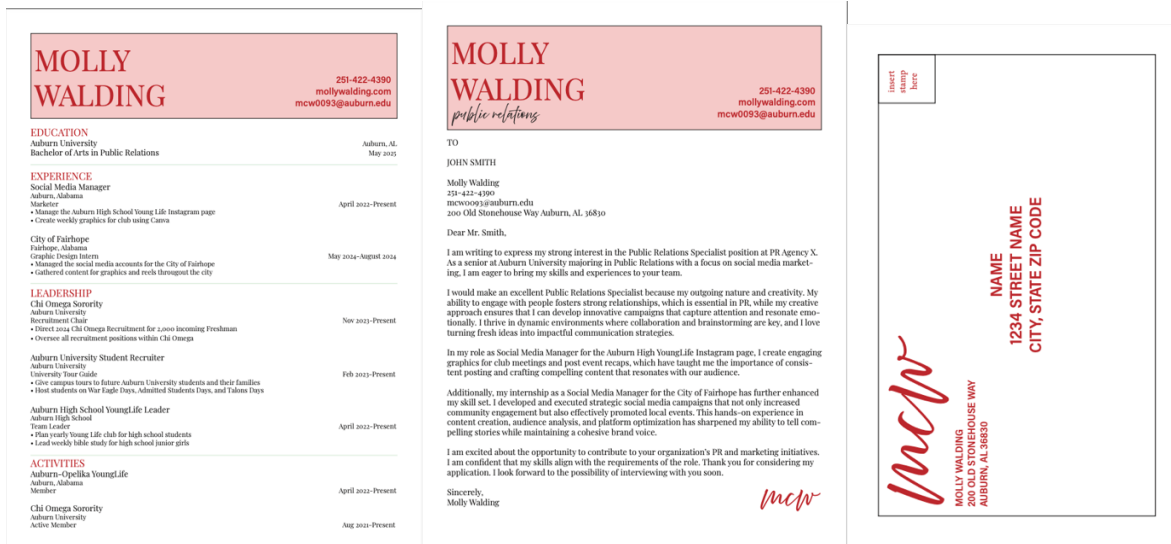 MOLLY
WALDING
251-422-4390
mollywalding.com
mcw0093@auburn.edu
EDUCATION
Auburn University Auburn, AL
Bachelor of Arts in Public Relations May 2025
EXPERIENCE
Social Media Manager
Auburn, Alabama
Marketer April 2022-Present
• Manage the Auburn High School Young Life Instagram page
• Create weekly graphics for club using Canva
City of Fairhope
Fairhope, Alabama
Graphic Design Intern May 2024-August 2024
• Managed the social media accounts for the City of Fairhope
• Gathered content for graphics and reels througout the city
LEADERSHIP
Chi Omega Sorority
Auburn University
Recruitment Chair Nov 2023-Present
• Direct 2024 Chi Omega Recruitment for 2,000 incoming Freshman
• Oversee all recruitment positions within Chi Omega
Auburn University Student Recruiter
Auburn University
University Tour Guide Feb 2023-Present
• Give campus tours to future Auburn University students and their families
• Host students on War Eagle Days, Admitted Students Days, and Talons Days
Auburn High School YoungLife Leader
Auburn High School
Team Leader April 2022-Present
• Plan yearly Young Life club for high school students
• Lead weekly bible study for high school junior girls
ACTIVITIES
Auburn-Opelika YoungLife
Auburn, Alabama
Member April 2022-Present
Chi Omega Sorority
Auburn University
Active Member Aug 2021-Present
MOLLY
WALDING
public relations
251-422-4390
mollywalding.com
mcw0093@auburn.edu
TO
JOHN SMITH
Molly Walding
251-422-4390
mcw0093@auburn.edu
200 Old Stonehouse Way Auburn, AL 36830
Dear Mr. Smith,
I am writing to express my strong interest in the Public Relations Specialist position at PR Agency X.
As a senior at Auburn University majoring in Public Relations with a focus on social media market-
ing, I am eager to bring my skills and experiences to your team.
I would make an excellent Public Relations Specialist because my outgoing nature and creativity. My
ability to engage with people fosters strong relationships, which is essential in PR, while my creative
approach ensures that I can develop innovative campaigns that capture attention and resonate emo-
tionally. I thrive in dynamic environments where collaboration and brainstorming are key, and I love
turning fresh ideas into impactful communication strategies.
In my role as Social Media Manager for the Auburn High YoungLife Instagram page, I create engaging
graphics for club meetings and post event recaps, which have taught me the importance of consis-
tent posting and crafting compelling content that resonates with our audience.
Additionally, my internship as a Social Media Manager for the City of Fairhope has further enhanced
my skill set. I developed and executed strategic social media campaigns that not only increased
community engagement but also effectively promoted local events. This hands-on experience in
content creation, audience analysis, and platform optimization has sharpened my ability to tell com-
pelling stories while maintaining a cohesive brand voice.
I am excited about the opportunity to contribute to your organization's PR and marketing initiatives.
I am confident that my skills align with the requirements of the role. Thank you for considering my
application. I look forward to the possibility of interviewing with you soon.
Sincerely,
Molly Walding
mcw
insert
stamp
here
mcw
MOLLY WALDING
200 OLD STONEHOUSE WAY
AUBURN, AL 36830
NAME
1234 STREET NAME
CITY, STATE ZIP CODE